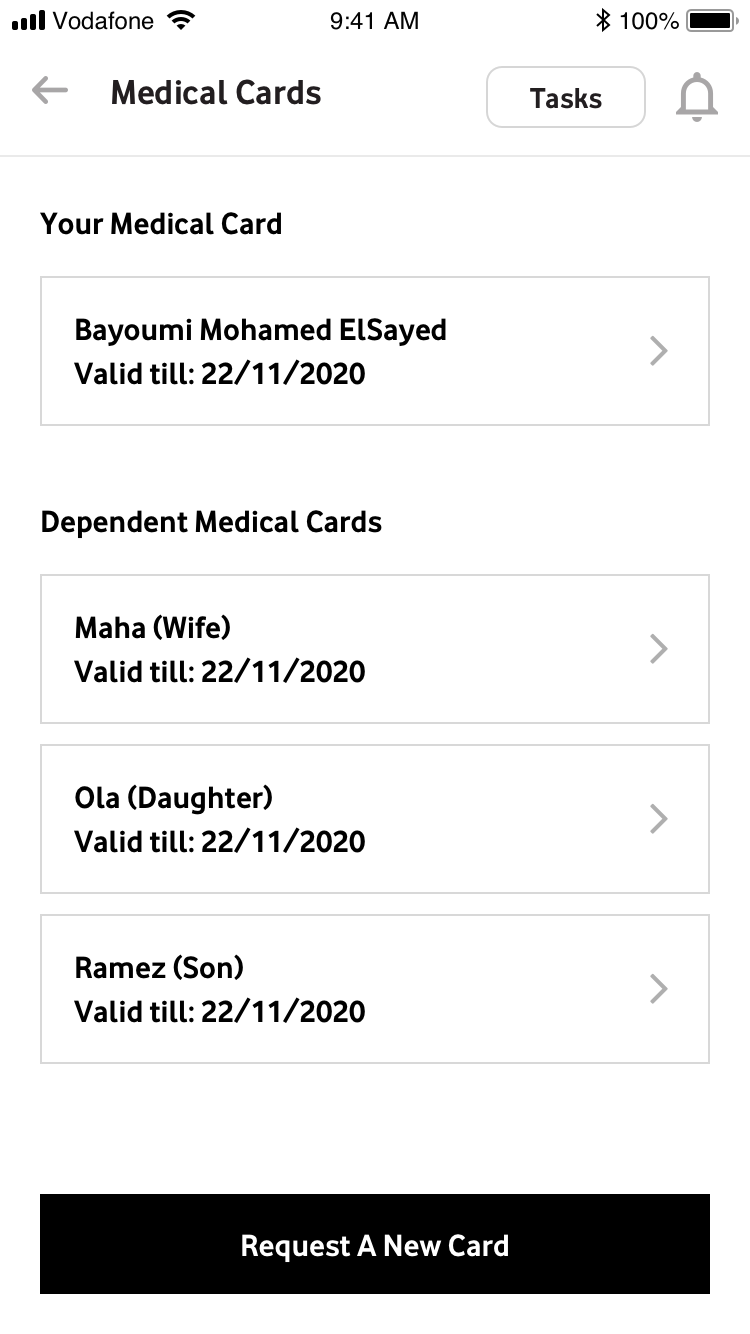 Vodafone 9:41 AM 100%
Medical Cards Tasks
Your Medical Card
Bayoumi Mohamed ElSayed
Valid till: 22/11/2020
Dependent Medical Cards
Maha (Wife)
Valid till: 22/11/2020
Ola (Daughter)
Valid till: 22/11/2020
Ramez (Son)
Valid till: 22/11/2020
Request A New Card